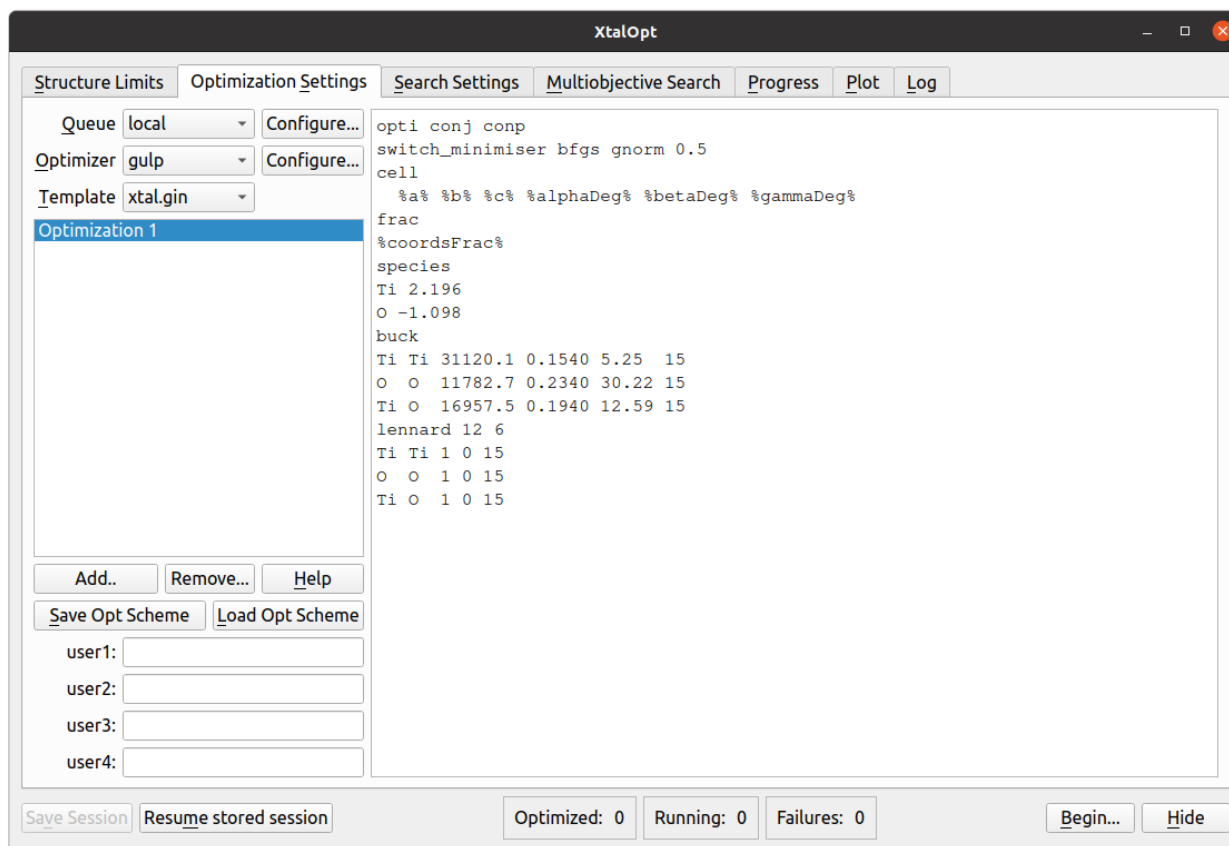 XtalOpt
Structure Limits Optimization Settings Search Settings Multiobjective Search Progress Plot Log
Queue local Configure...
Optimizer gulp Configure...
Template xtal.gin
Optimization 1
Add.. Remove... Help
Save Opt Scheme Load Opt Scheme
user1:
user2:
user3:
user4:
opti conj conp
switch_minimiser bfgs gnorm 0.5
cell
  %a% %b% %c% %alphaDeg% %betaDeg% %gammaDeg%
frac
%coordsFrac%
species
Ti 2.196
O -1.098
buck
Ti Ti 31120.1 0.1540 5.25  15
O  O  11782.7 0.2340 30.22 15
Ti O  16957.5 0.1940 12.59 15
lennard 12 6
Ti Ti 1 0 15
O  O  1 0 15
Ti O  1 0 15
Save Session Resume stored session Optimized: 0 Running: 0 Failures: 0 Begin... Hide